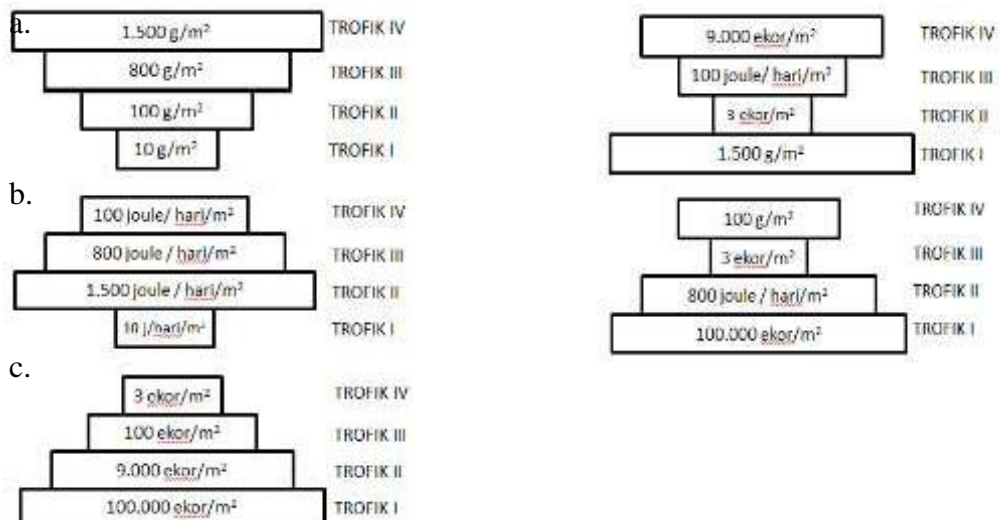 a.
1.500 g/m² TROFIK IV
800 g/m² TROFIK III
100 g/m² TROFIK II
10 g/m² TROFIK I
9.000 ekor/m² TROFIK IV
100 joule/ hari/m² TROFIK III
3 ekor/m² TROFIK II
1.500 g/m² TROFIK I
b.
100 joule/ hari/m² TROFIK IV
800 joule / hari/m² TROFIK III
1.500 joule / hari/m² TROFIK II
10 j/hari/m² TROFIK I
100 g/m² TROFIK IV
3 ekor/m² TROFIK III
800 joule / hari/m² TROFIK II
100.000 ekor/m² TROFIK I
c.
3 ekor/m² TROFIK IV
100 ekor/m² TROFIK III
9.000 ekor/m² TROFIK II
100.000 ekor/m² TROFIK I